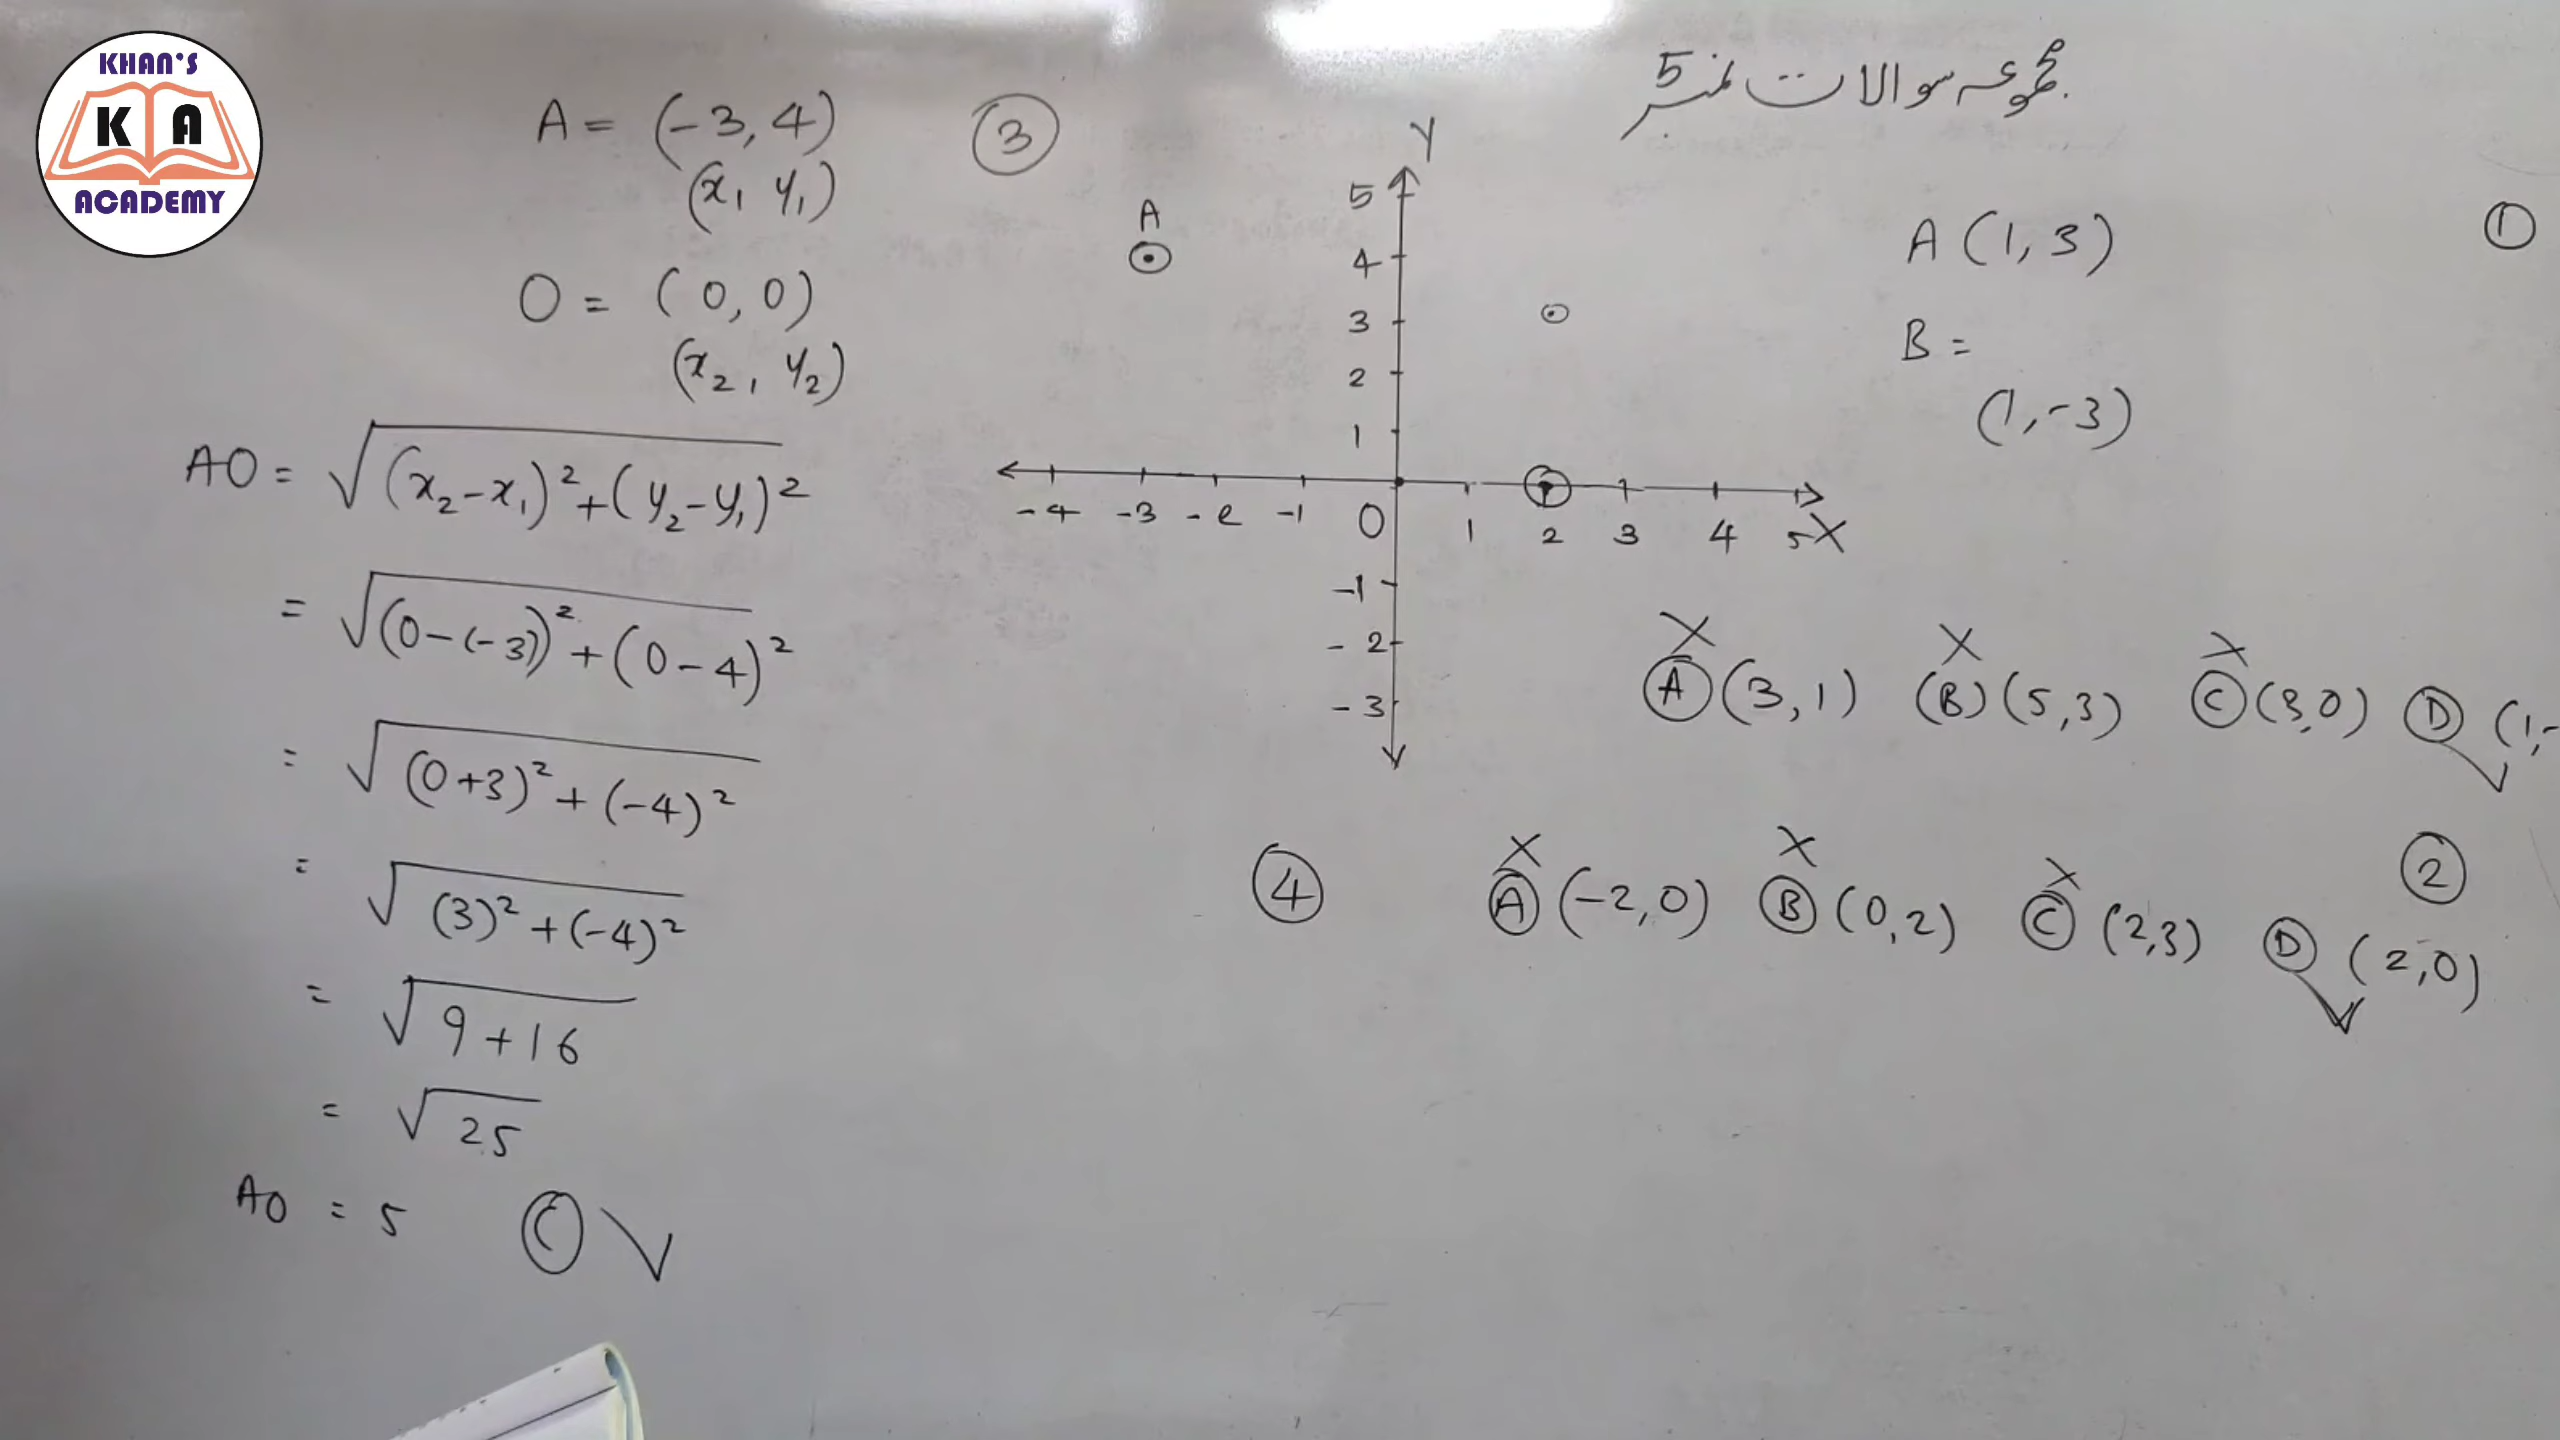 KHAN'S
K A
ACADEMY
مجموعہ سوالات نمبر 5
①
A (1, 3)
B =
(1, -3)
X X X
Ⓐ (3, 1) (B) (5, 3) Ⓒ (3, 0) Ⓓ (1, -
②
X X X
Ⓐ (-2, 0) Ⓑ (0, 2) Ⓒ (2, 3) Ⓓ (2, 0)
③
A = (-3, 4)
(x₁ y₁)
O = (0, 0)
(x₂, y₂)
AO = √(x₂-x₁)² + (y₂-y₁)²
= √(0-(-3))² + (0-4)²
= √(0+3)² + (-4)²
= √(3)² + (-4)²
= √9+16
= √25
AO = 5 Ⓒ
Y
5
A
4
3
2
1
-4 -3 -2 -1 0 1 2 3 4 5 X
-1
-2
-3
④